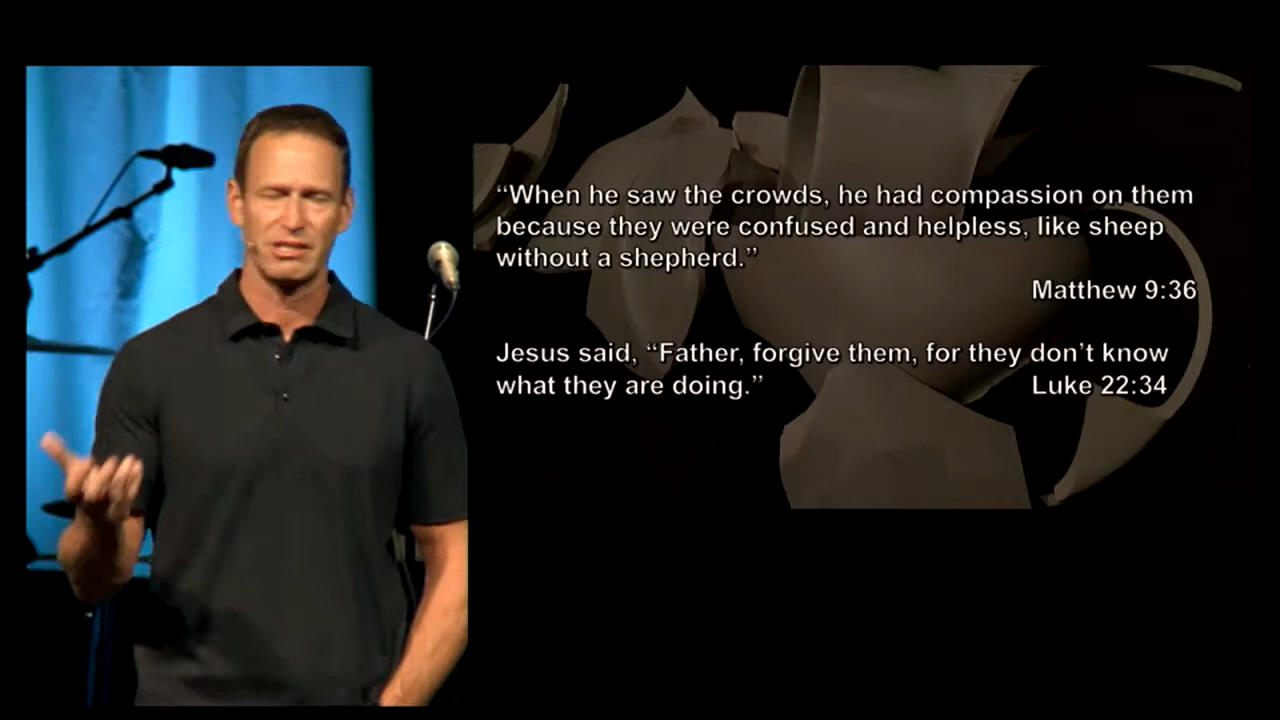 “When he saw the crowds, he had compassion on them
because they were confused and helpless, like sheep
without a shepherd.”
Matthew 9:36
Jesus said, “Father, forgive them, for they don’t know
what they are doing.” Luke 22:34